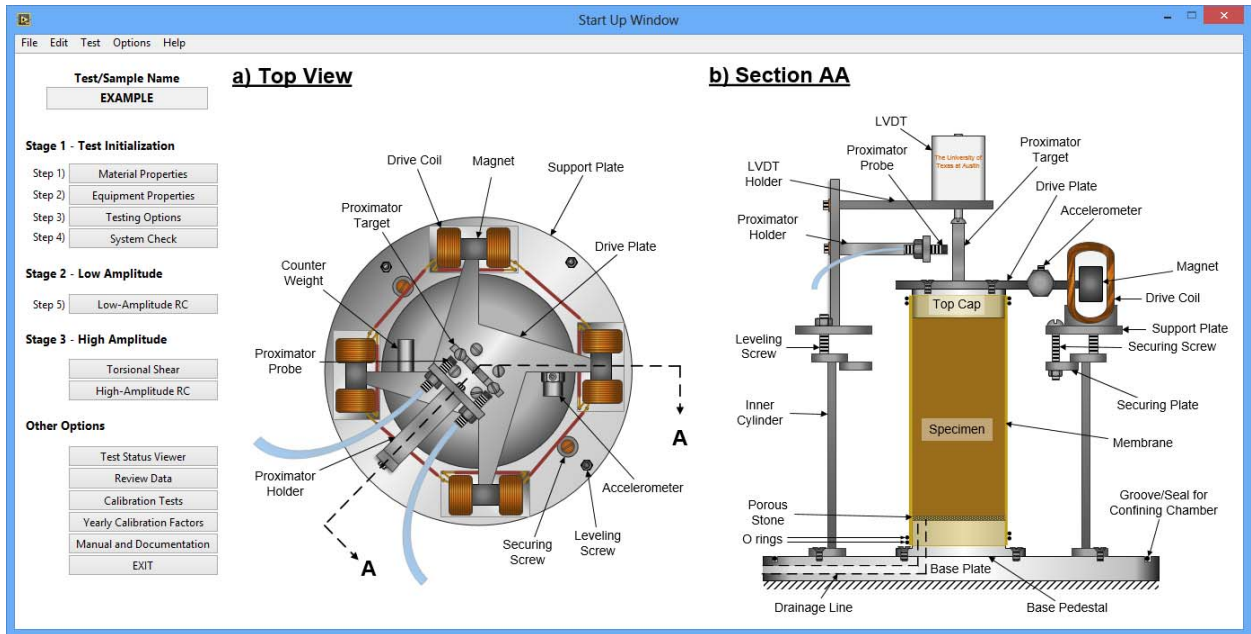 Start Up Window
File Edit Test Options Help
Test/Sample Name
EXAMPLE
Stage 1 - Test Initialization
Step 1) Material Properties
Step 2) Equipment Properties
Step 3) Testing Options
Step 4) System Check
Stage 2 - Low Amplitude
Step 5) Low-Amplitude RC
Stage 3 - High Amplitude
Torsional Shear
High-Amplitude RC
Other Options
Test Status Viewer
Review Data
Calibration Tests
Yearly Calibration Factors
Manual and Documentation
EXIT
a) Top View
Drive Coil
Magnet
Support Plate
Proximator
Target
Drive Plate
Counter
Weight
Proximator
Probe
A
Proximator
Holder
Accelerometer
A
Securing
Screw
Leveling
Screw
b) Section AA
LVDT
Proximator
Probe
Proximator
Target
The University of
Texas at Austin
LVDT
Holder
Drive Plate
Accelerometer
Proximator
Holder
Magnet
Drive Coil
Top Cap
Support Plate
Leveling
Screw
Securing Screw
Securing Plate
Inner
Cylinder
Specimen
Membrane
Porous
Stone
Groove/Seal for
Confining Chamber
O rings
Base Plate
Drainage Line
Base Pedestal